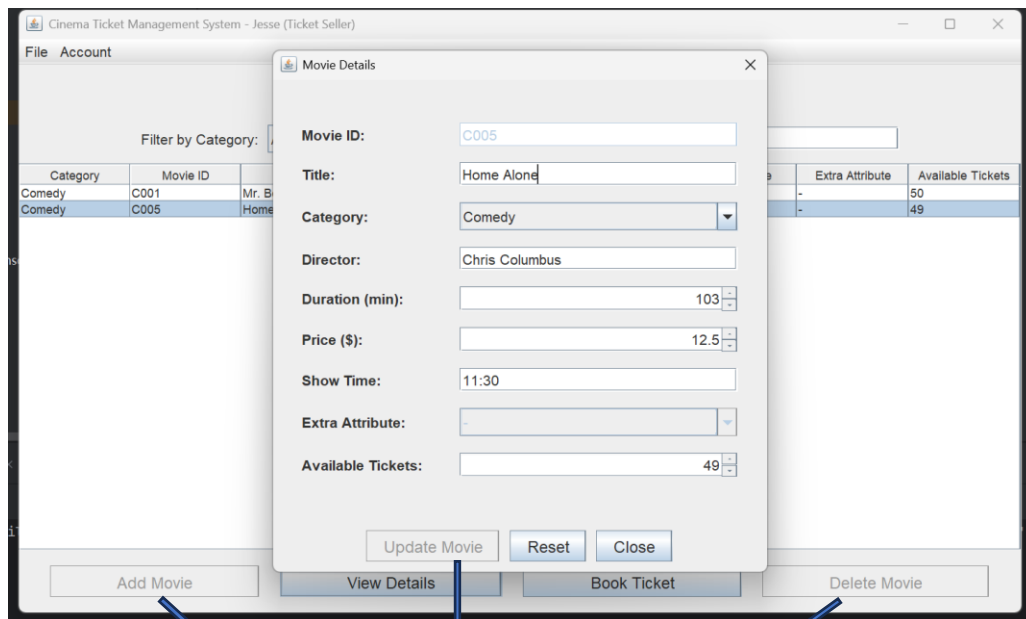 Cinema Ticket Management System - Jesse (Ticket Seller)
File Account
Movie Details
Filter by Category:
Movie ID: C005
Title: Home Alone
Category: Comedy
Director: Chris Columbus
Duration (min): 103
Price ($): 12.5
Show Time: 11:30
Extra Attribute: -
Available Tickets: 49
Update Movie Reset Close
Category Movie ID Extra Attribute Available Tickets
Comedy C001 Mr. - 50
Comedy C005 Home - 49
Add Movie View Details Book Ticket Delete Movie